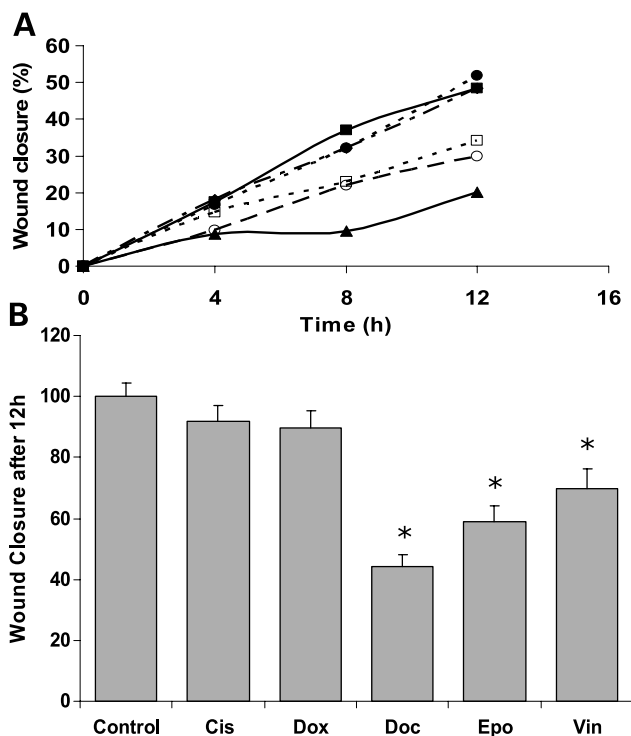 A
Wound closure (%)
60
50
40
30
20
10
0
0 4 8 12 16
Time (h)
B
Wound Closure after 12h
120
100
80
60
40
20
0
* * *
Control Cis Dox Doc Epo Vin